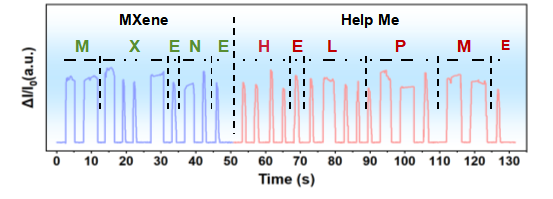 MXene Help Me
M X E N E H E L P M E
ΔI/I₀(a.u.)
0 10 20 30 40 50 60 70 80 90 100 110 120 130
Time (s)